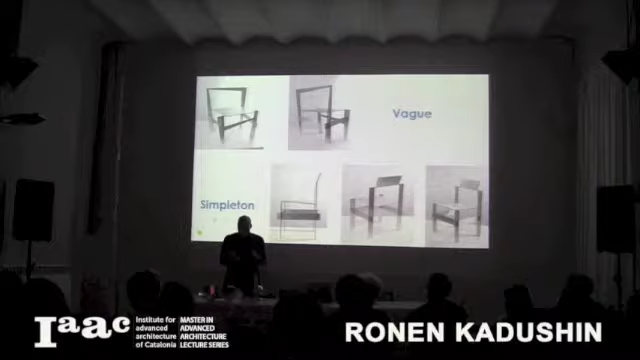 Vague
Simpleton
Iaac
Institute for
advanced
architecture
of Catalonia
MASTER IN
ADVANCED
ARCHITECTURE
LECTURE SERIES
RONEN KADUSHIN